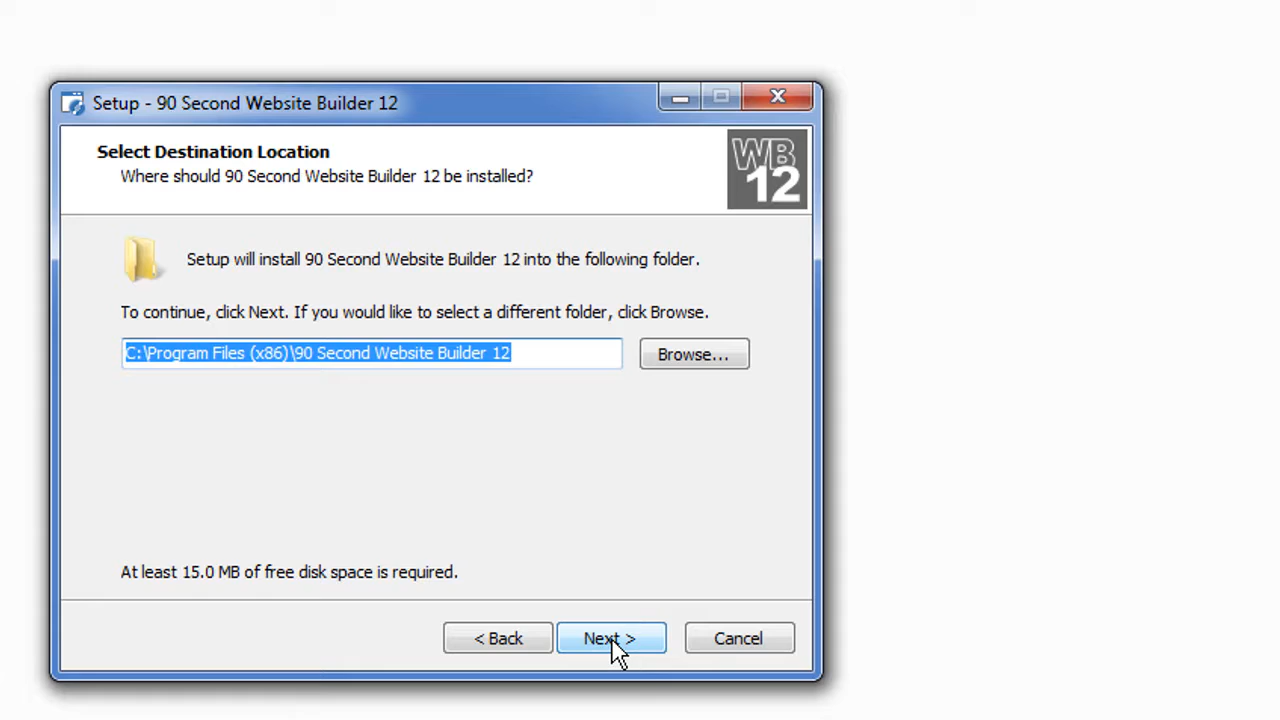 Setup - 90 Second Website Builder 12
Select Destination Location
Where should 90 Second Website Builder 12 be installed?
WB
12
Setup will install 90 Second Website Builder 12 into the following folder.
To continue, click Next. If you would like to select a different folder, click Browse.
C:\Program Files (x86)\90 Second Website Builder 12
Browse...
At least 15.0 MB of free disk space is required.
< Back
Next >
Cancel